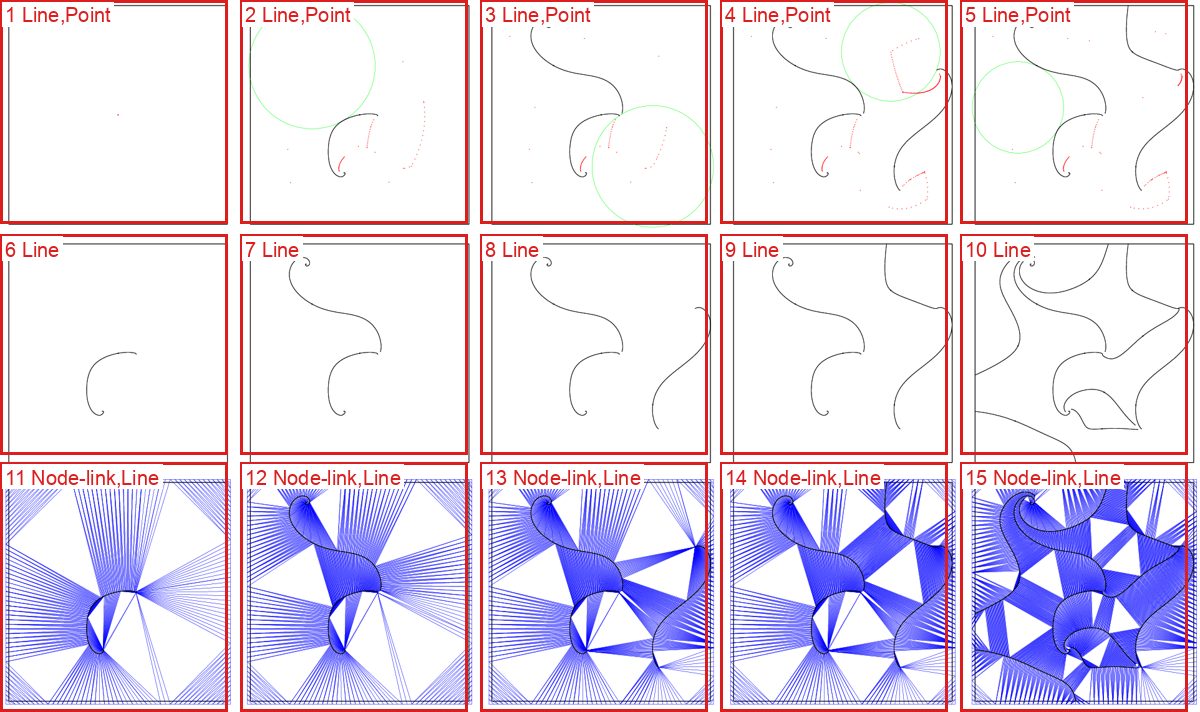 1 Line,Point
2 Line,Point
3 Line,Point
4 Line,Point
5 Line,Point
6 Line
7 Line
8 Line
9 Line
10 Line
11 Node-link,Line
12 Node-link,Line
13 Node-link,Line
14 Node-link,Line
15 Node-link,Line